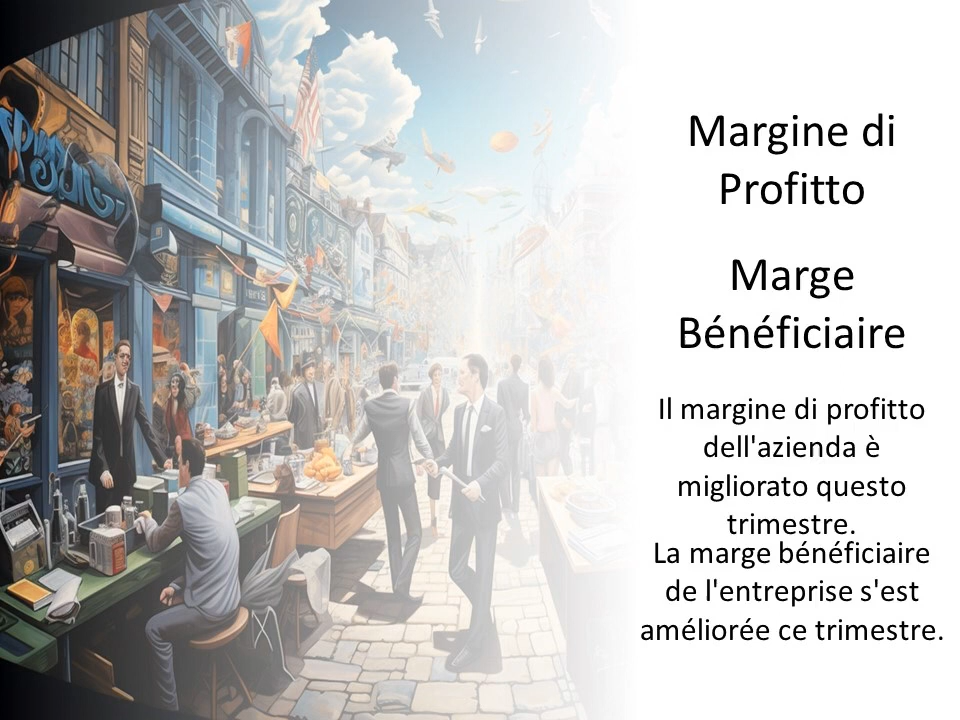 Margine di
Profitto
Marge
Bénéficiaire
Il margine di profitto
dell'azienda è
migliorato questo
trimestre.
La marge bénéficiaire
de l'entreprise s'est
améliorée ce trimestre.